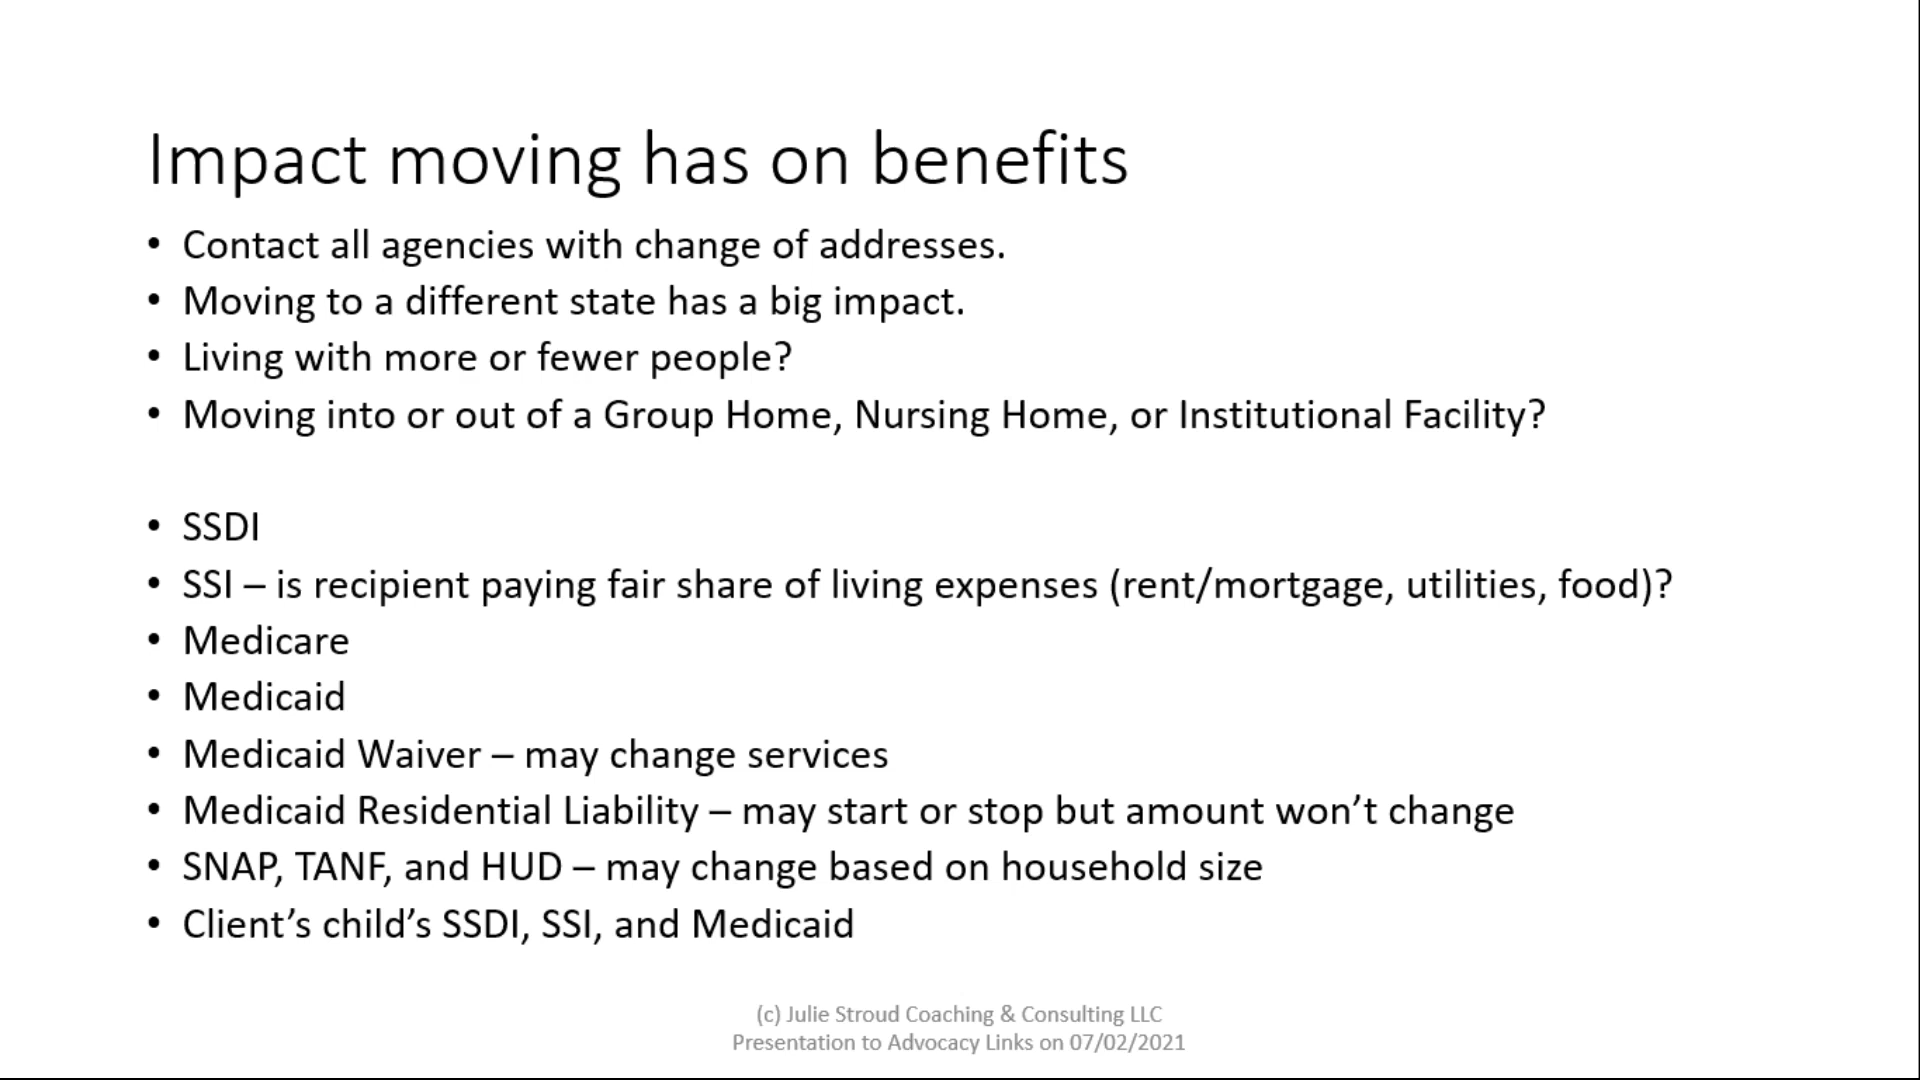 Impact moving has on benefits
• Contact all agencies with change of addresses.
• Moving to a different state has a big impact.
• Living with more or fewer people?
• Moving into or out of a Group Home, Nursing Home, or Institutional Facility?
• SSDI
• SSI – is recipient paying fair share of living expenses (rent/mortgage, utilities, food)?
• Medicare
• Medicaid
• Medicaid Waiver – may change services
• Medicaid Residential Liability – may start or stop but amount won’t change
• SNAP, TANF, and HUD – may change based on household size
• Client’s child’s SSDI, SSI, and Medicaid
(c) Julie Stroud Coaching & Consulting LLC
Presentation to Advocacy Links on 07/02/2021